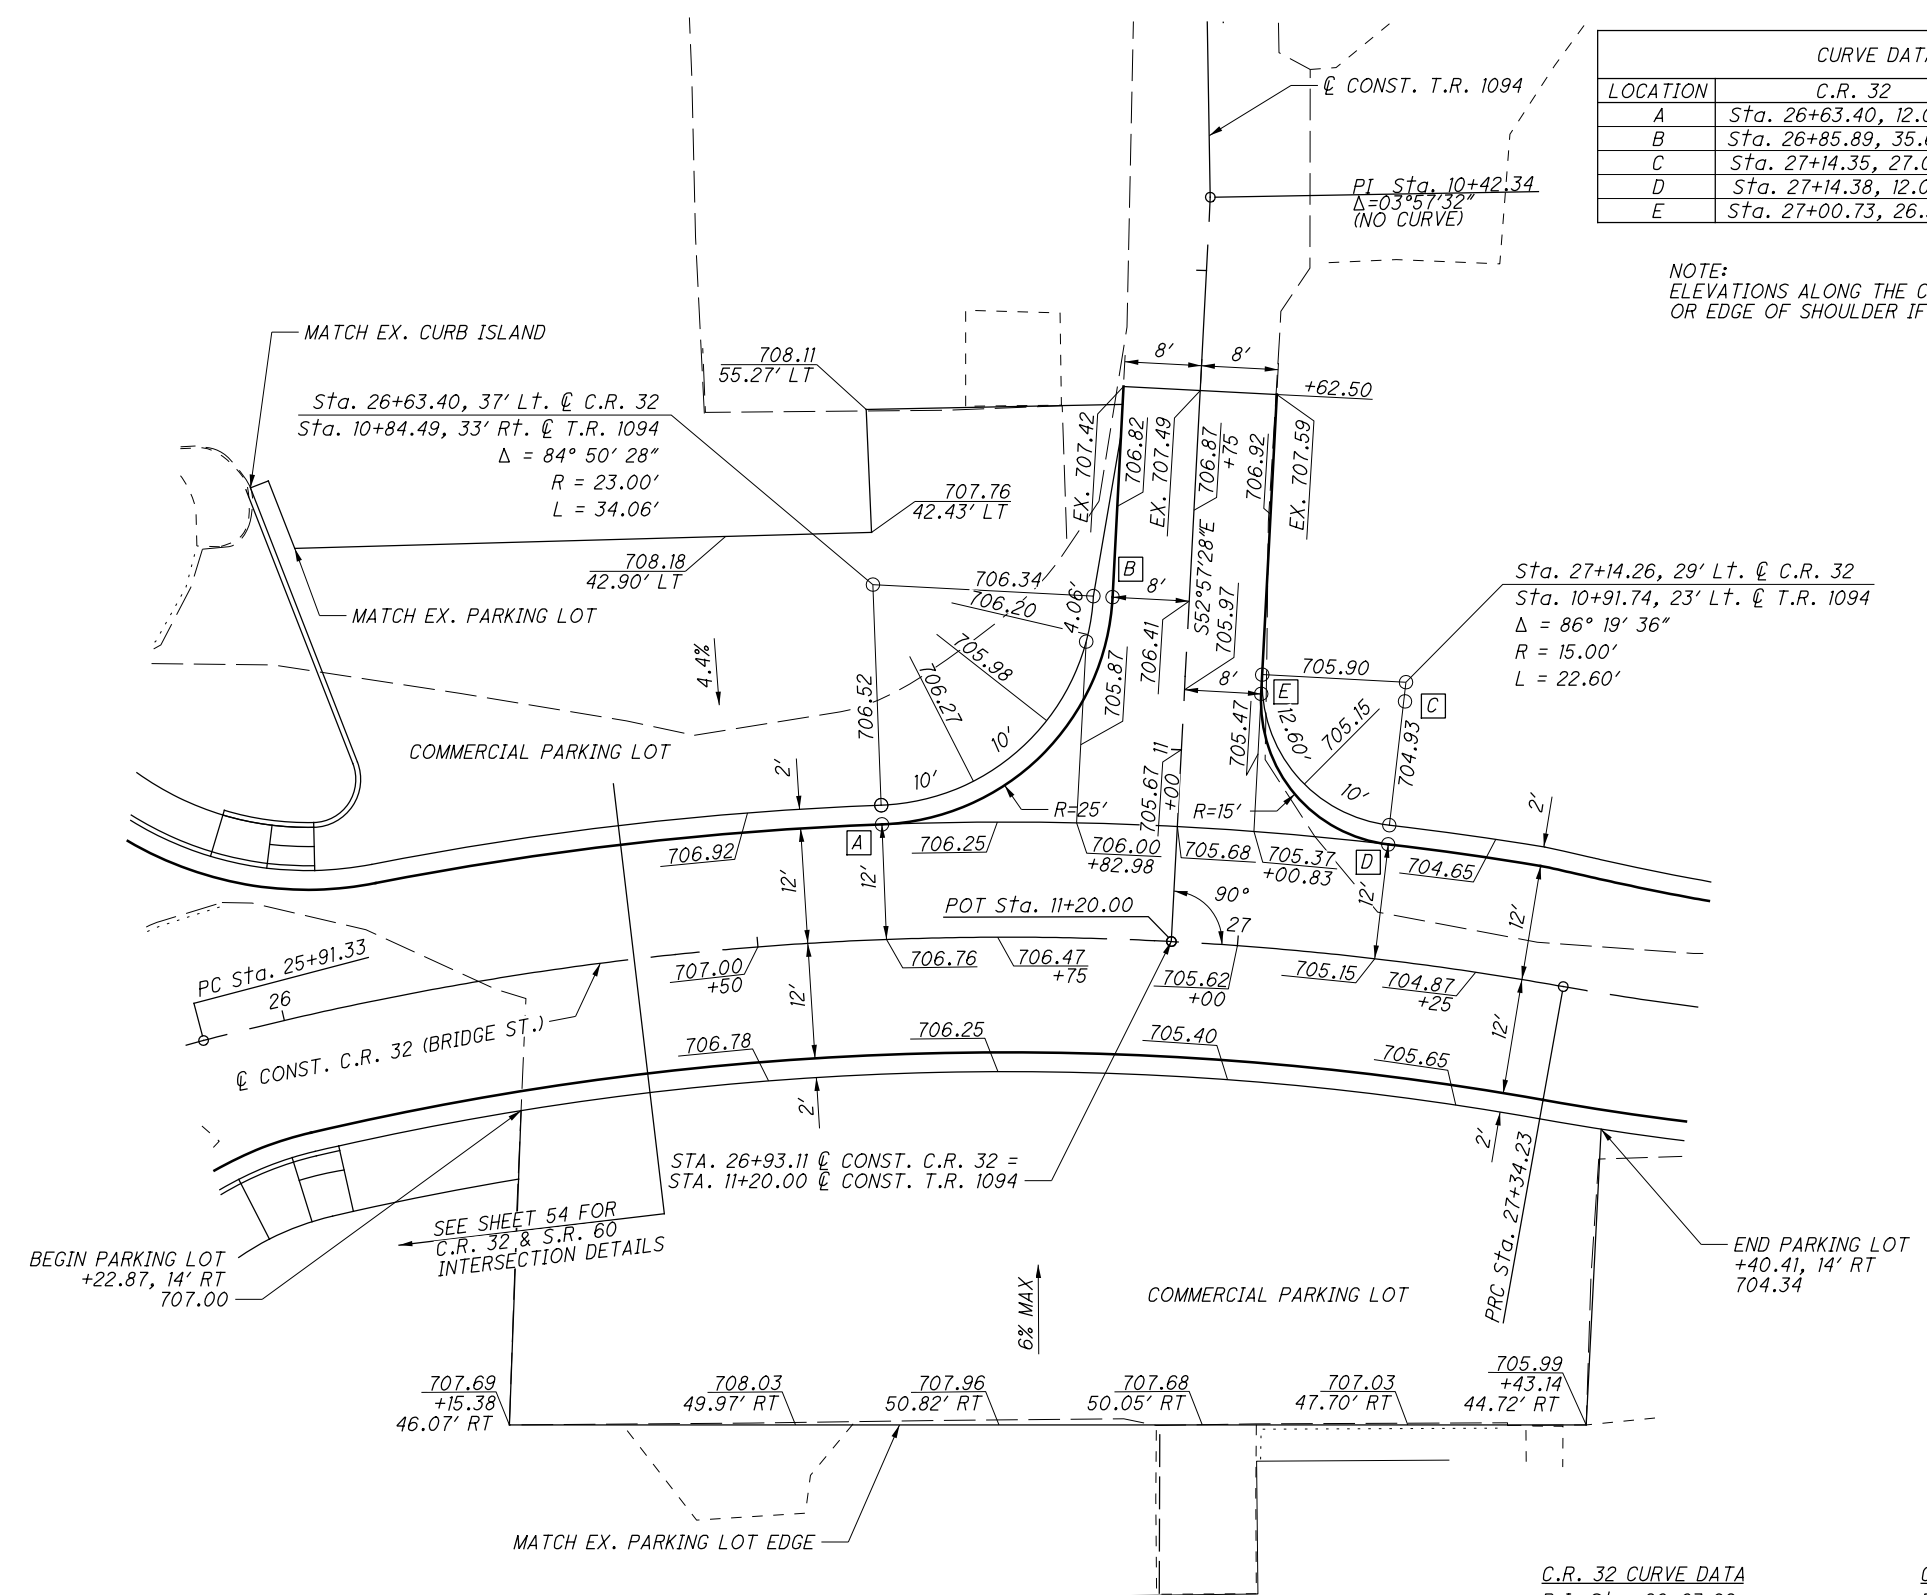 ℄ CONST. T.R. 1094
PI Sta. 10+42.34
Δ=03°57'32"
(NO CURVE)
LOCATION C.R. 32
A Sta. 26+63.40,
B Sta. 26+85.89,
C Sta. 27+14.35,
D Sta. 27+14.38,
E Sta. 27+00.73,
NOTE:
ELEVATIONS ALONG THE
OR EDGE OF SHOULDER IF
MATCH EX. CURB ISLAND
708.11
55.27' LT
Sta. 26+63.40, 37' Lt. ℄ C.R. 32
Sta. 10+84.49, 33' Rt. ℄ T.R. 1094
Δ = 84° 50' 28"
R = 23.00'
L = 34.06'
8'
8'
+62.50
EX. 707.42
706.82
EX. 707.49
706.87
+75
706.92
EX. 707.59
707.76
42.43' LT
708.18
42.90' LT
MATCH EX. PARKING LOT
706.34
706.20
4.06'
705.98
706.27
706.52
4.4%
B
8'
S52°57'28"E
705.97
706.41
705.87
8'
E
705.90
C
Sta. 27+14.26, 29' Lt. ℄ C.R. 32
Sta. 10+91.74, 23' Lt. ℄ T.R. 1094
Δ = 86° 19' 36"
R = 15.00'
L = 22.60'
705.47
12.60'
705.15
704.93
10'
COMMERCIAL PARKING LOT
2'
10'
10'
R=25'
11
705.67
+00
R=15'
2'
706.92
A
706.25
706.00
+82.98
705.68
705.37
+00.83
D
704.65
12'
12'
12'
12'
POT Sta. 11+20.00
90°
27
PC Sta. 25+91.33
26
707.00
+50
706.76
706.47
+75
705.62
+00
705.15
704.87
+25
12'
12'
℄ CONST. C.R. 32 (BRIDGE ST.)
706.78
706.25
705.40
705.65
2'
2'
STA. 26+93.11 ℄ CONST. C.R. 32 =
STA. 11+20.00 ℄ CONST. T.R. 1094
PRC Sta. 27+34.23
SEE SHEET 54 FOR
C.R. 32 & S.R. 60
INTERSECTION DETAILS
BEGIN PARKING LOT
+22.87, 14' RT
707.00
END PARKING LOT
+40.41, 14' RT
704.34
6% MAX
COMMERCIAL PARKING LOT
707.69
+15.38
46.07' RT
708.03
49.97' RT
707.96
50.82' RT
707.68
50.05' RT
707.03
47.70' RT
705.99
+43.14
44.72' RT
MATCH EX. PARKING LOT EDGE
C.R. 32 CURVE DATA